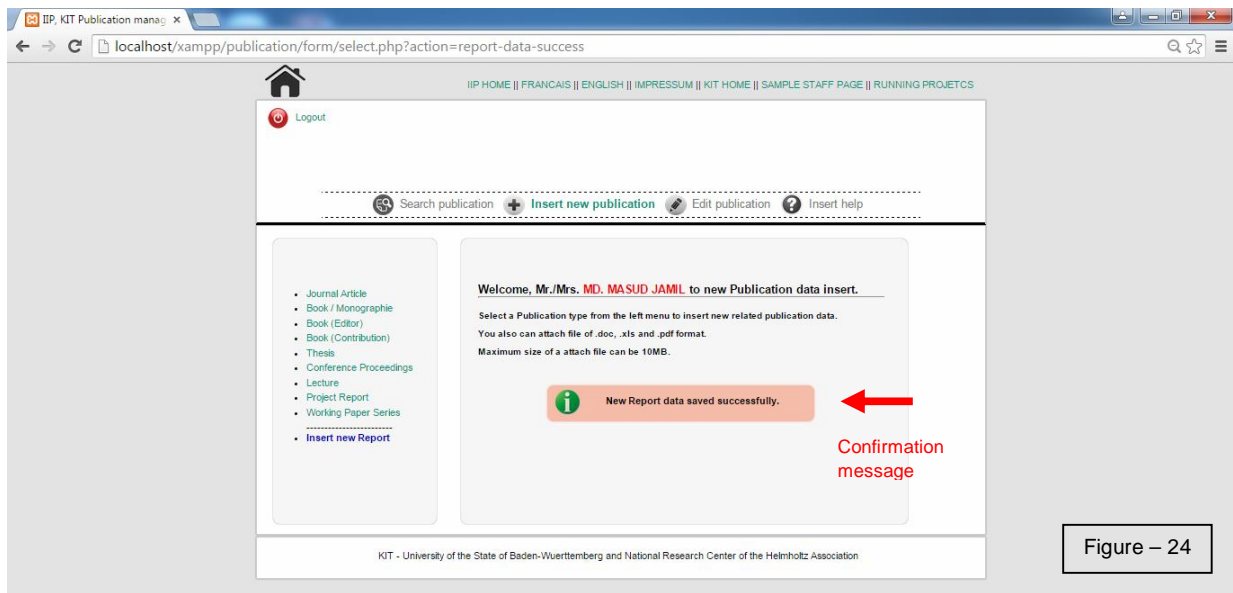 IIP, KIT Publication manag
localhost/xampp/publication/form/select.php?action=report-data-success
IIP HOME || FRANCAIS || ENGLISH || IMPRESSUM || KIT HOME || SAMPLE STAFF PAGE || RUNNING PROJETCS
Logout
Search publication Insert new publication Edit publication ? Insert help
Journal Article
Book / Monographie
Book (Editor)
Book (Contribution)
Thesis
Conference Proceedings
Lecture
Project Report
Working Paper Series
------------------------
Insert new Report
Welcome, Mr./Mrs. MD. MASUD JAMIL to new Publication data insert.
Select a Publication type from the left menu to insert new related publication data.
You also can attach file of .doc, .xls and .pdf format.
Maximum size of a attach file can be 10MB.
New Report data saved successfully.
Confirmation
message
KIT - University of the State of Baden-Wuerttemberg and National Research Center of the Helmholtz Association
Figure – 24